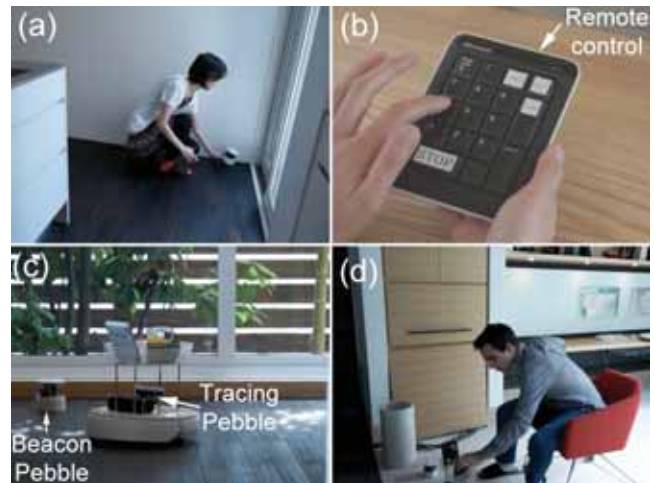 (a)
(b)
Remote
control
STOP
(c)
Tracing
Pebble
Beacon
Pebble
(d)